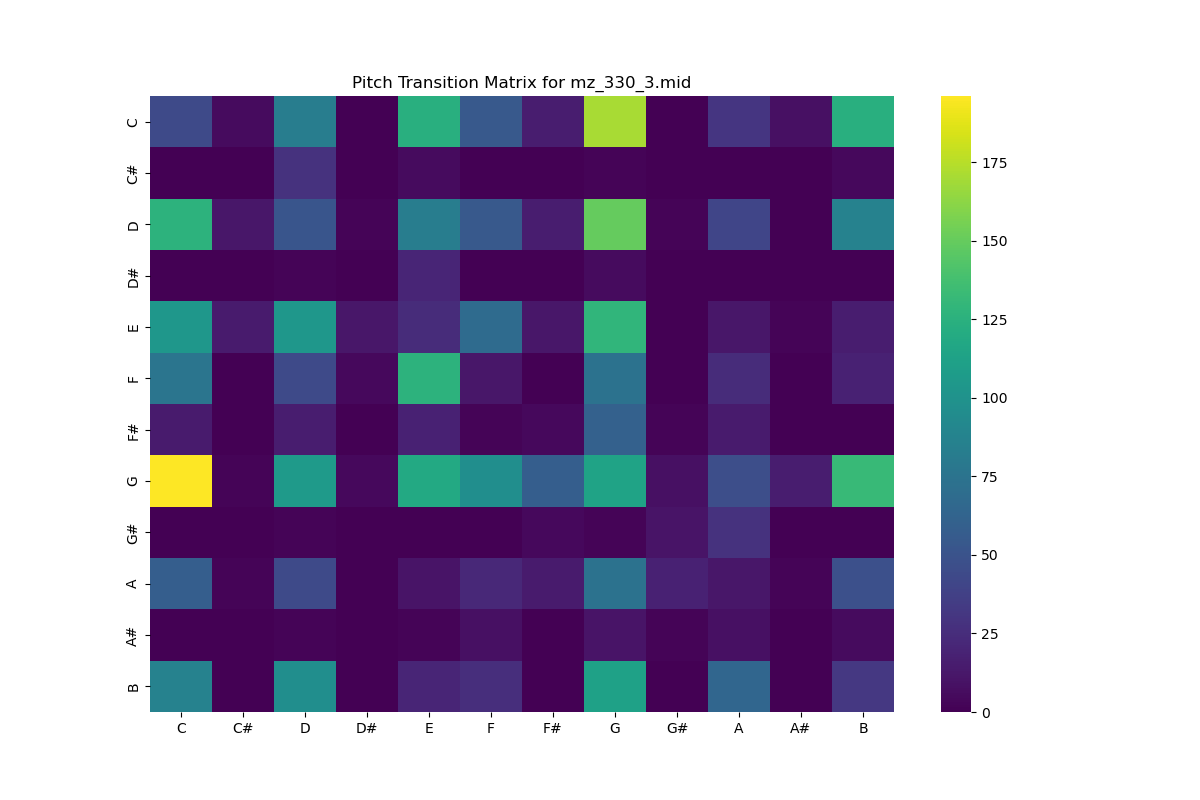 Pitch Transition Matrix for mz_330_3.mid
C
C#
D
D#
E
F
F#
G
G#
A
A#
B
C C# D D# E F F# G G# A A# B
175
150
125
100
75
50
25
0